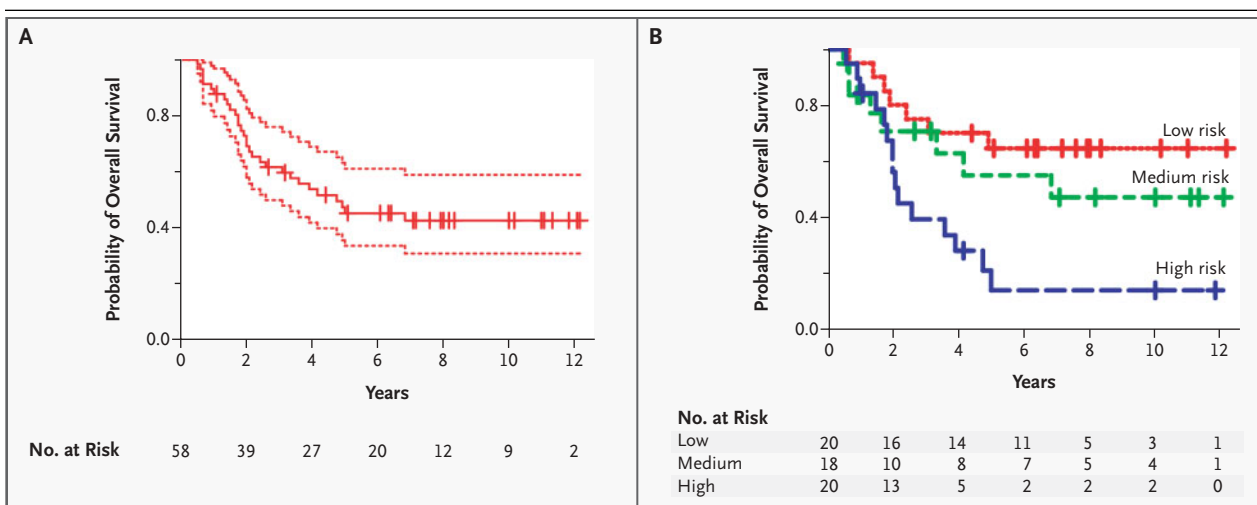 A
Probability of Overall Survival
0.8
0.4
0.0
0 2 4 6 8 10 12
Years
No. at Risk 58 39 27 20 12 9 2
B
Probability of Overall Survival
0.8
0.4
0.0
Low risk
Medium risk
High risk
0 2 4 6 8 10 12
Years
No. at Risk
Low 20 16 14 11 5 3 1
Medium 18 10 8 7 5 4 1
High 20 13 5 2 2 2 0